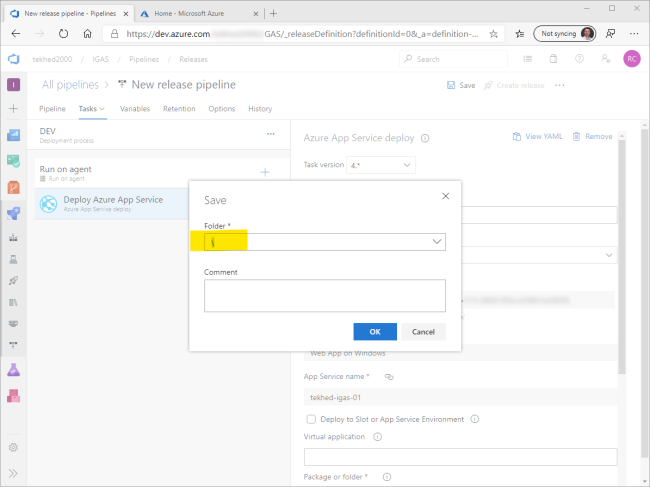 New release pipeline - Pipelines
Home - Microsoft Azure
https://dev.azure.com
GAS/_releaseDefinition?definitionId=0&_a=definition-...
Not syncing
tekhed2000 / IGAS / Pipelines / Releases
Search
RC
I
All pipelines > New release pipeline
Save
Create release
Pipeline Tasks Variables Retention Options History
DEV
Deployment process
Run on agent
Run on agent
Deploy Azure App Service
Azure App Service deploy
Azure App Service deploy
View YAML
Remove
Task version 4.*
Save
Folder *
\
Comment
OK
Cancel
Web App on Windows
App Service name *
tekhed-igas-01
Deploy to Slot or App Service Environment
Virtual application
Package or folder *